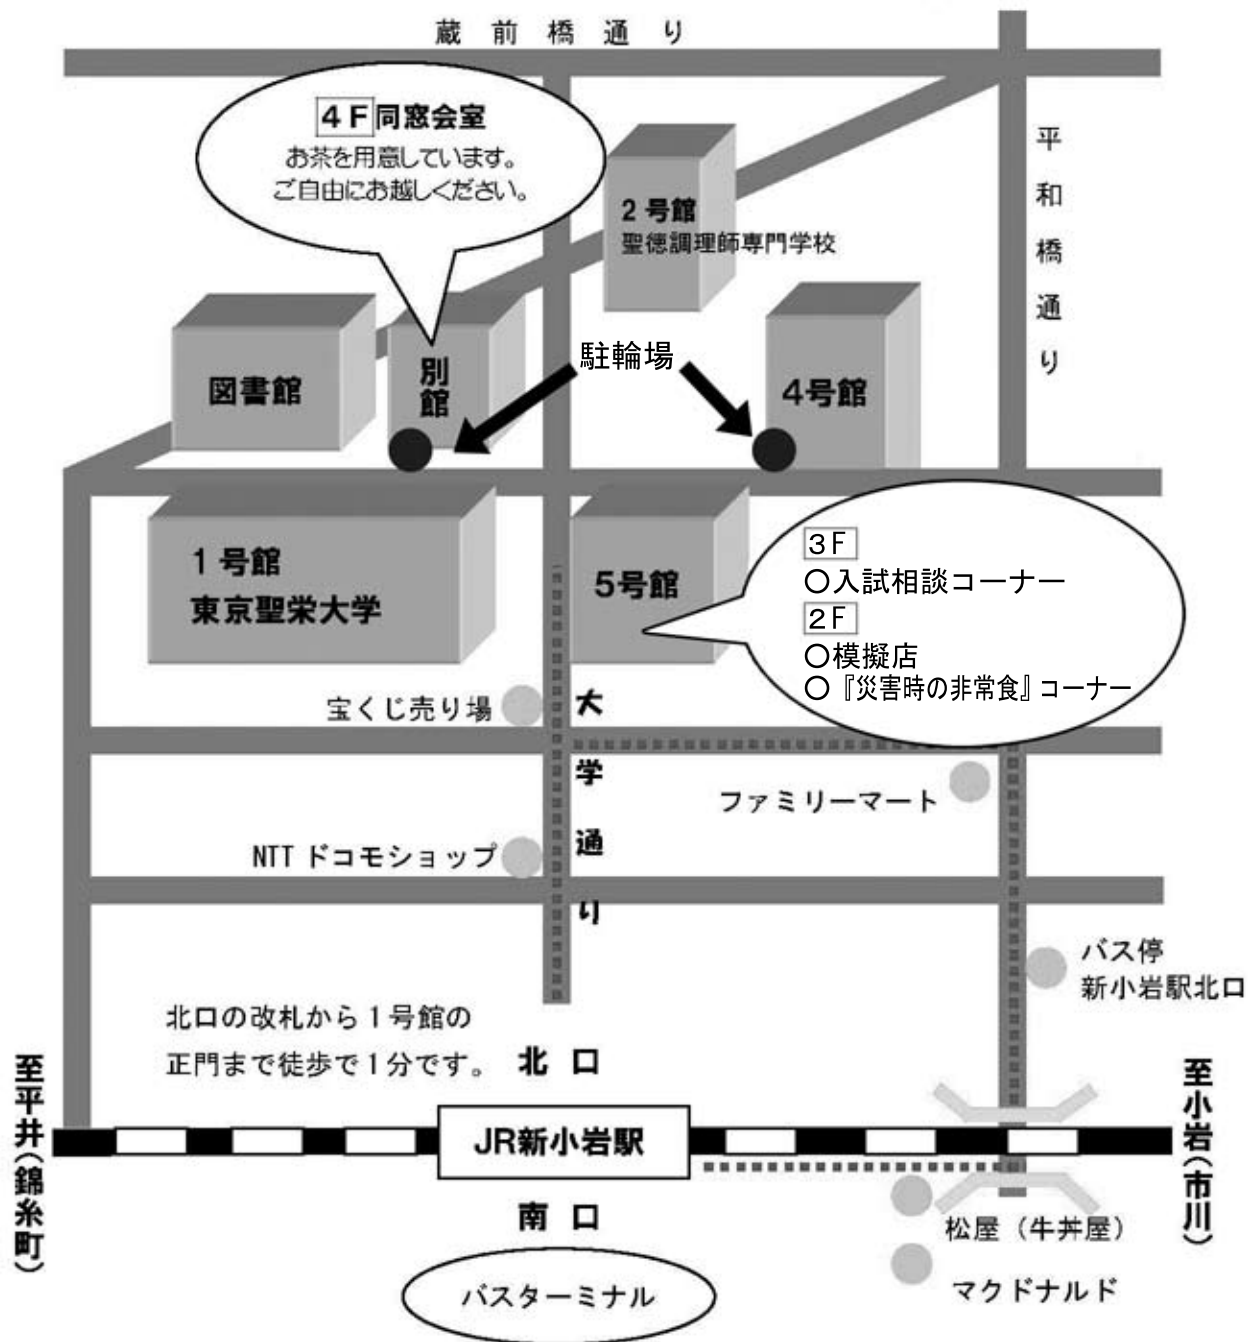 蔵前橋通り
4F同窓会室
お茶を用意しています。
ご自由にお越しください。
平和橋通り
2号館
聖徳調理師専門学校
図書館
別館
駐輪場
4号館
1号館
東京聖栄大学
5号館
3F
○入試相談コーナー
2F
○模擬店
○『災害時の非常食』コーナー
宝くじ売り場
大学通り
ファミリーマート
NTTドコモショップ
バス停
新小岩駅北口
北口の改札から1号館の
正門まで徒歩で1分です。
北口
至平井(錦糸町)
JR新小岩駅
至小岩(市川)
南口
松屋(牛丼屋)
マクドナルド
バスターミナル